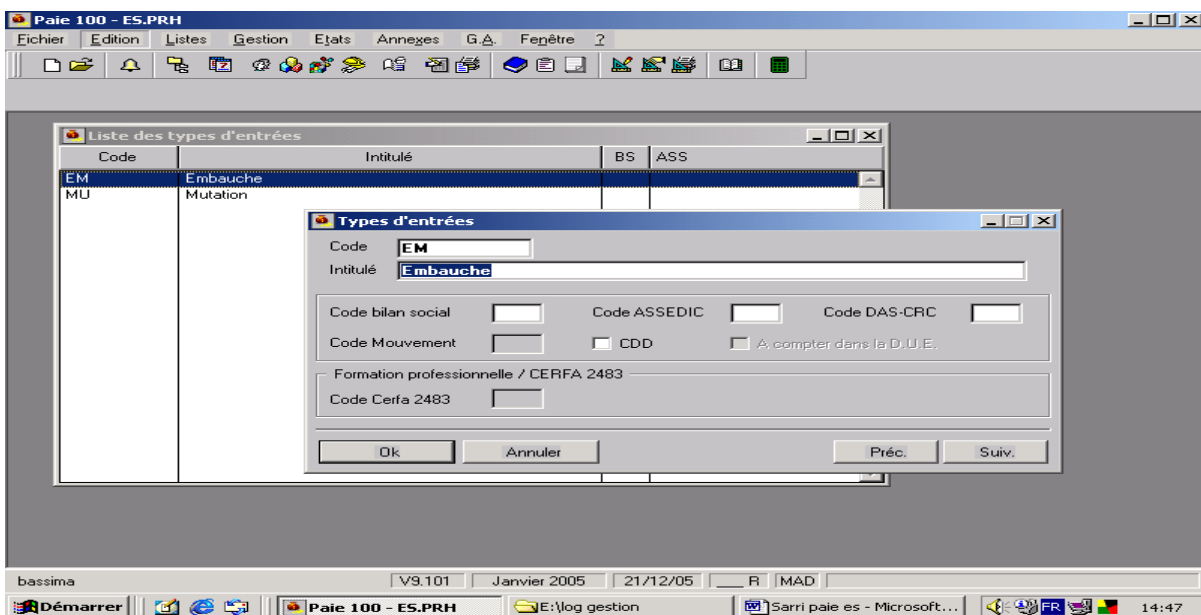 Paie 100 - ES.PRH
Fichier Edition Listes Gestion Etats Annexes G.A. Fenêtre ?
Liste des types d'entrées
Code Intitulé BS ASS
EM Embauche
MU Mutation
Types d'entrées
Code EM
Intitulé Embauche
Code bilan social Code ASSEDIC Code DAS-CRC
Code Mouvement CDD A compter dans la D.U.E.
Formation professionnelle / CERFA 2483
Code Cerfa 2483
Ok Annuler Préc. Suiv.
bassima V9.101 Janvier 2005 21/12/05 __ R MAD
Démarrer Paie 100 - ES.PRH E:\log gestion Sarri paie es - Microsoft... FR 14:47